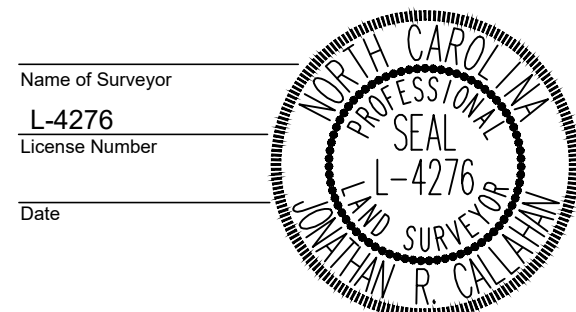 Name of Surveyor
L-4276
License Number
Date
NORTH CAROLINA
PROFESSIONAL
SEAL
L-4276
LAND SURVEYOR
JONATHAN R. CALLAHAN